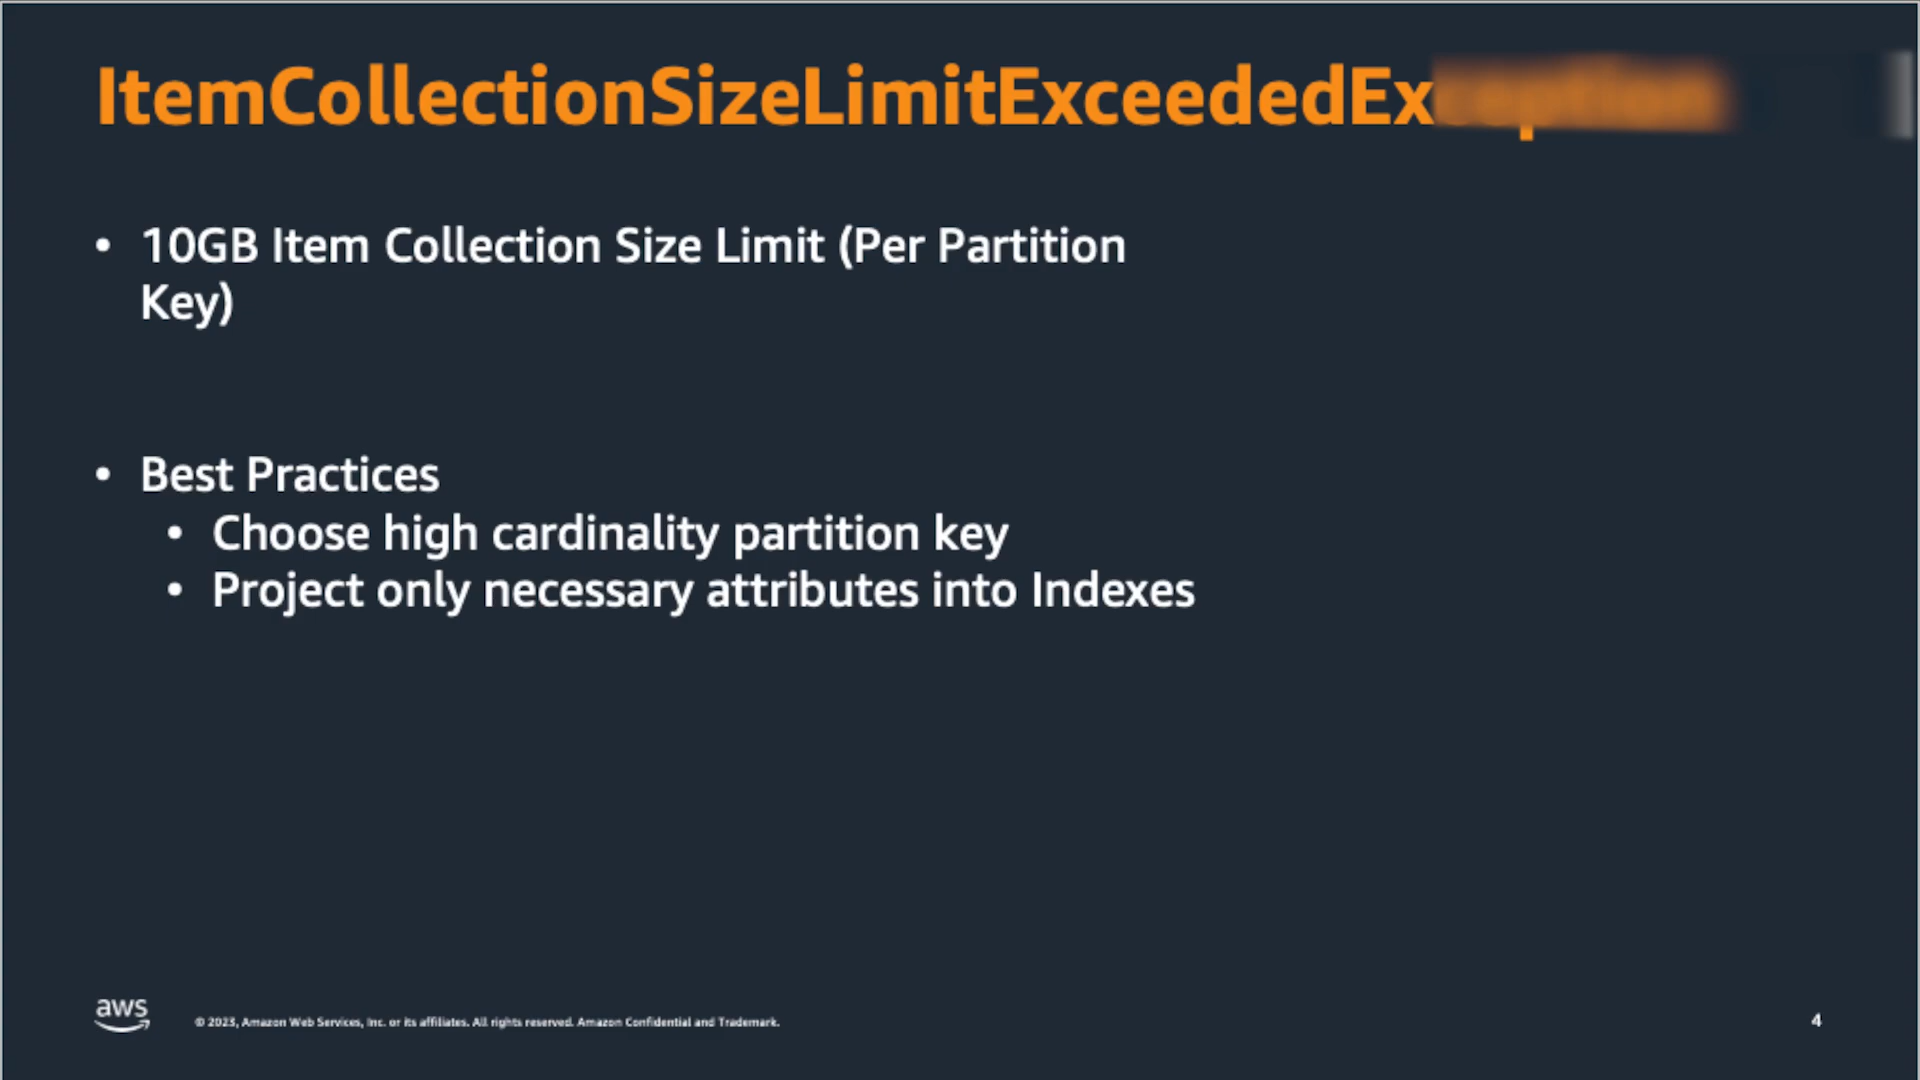 ItemCollectionSizeLimitExceededException
• 10GB Item Collection Size Limit (Per Partition
Key)
• Best Practices
• Choose high cardinality partition key
• Project only necessary attributes into Indexes
aws
© 2023, Amazon Web Services, Inc. or its affiliates. All rights reserved. Amazon Confidential and Trademark.
4